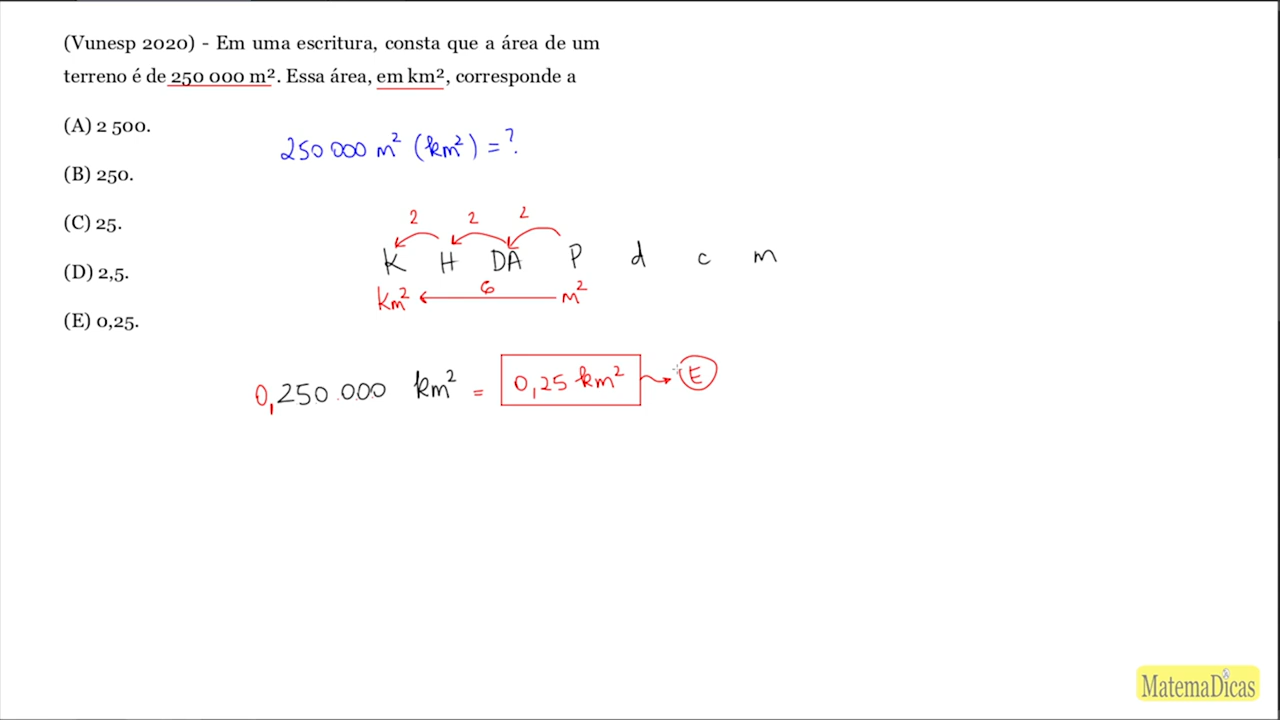 (Vunesp 2020) - Em uma escritura, consta que a área de um
terreno é de 250 000 m². Essa área, em km², corresponde a
(A) 2 500.
(B) 250.
(C) 25.
(D) 2,5.
(E) 0,25.
250 000 m² (km²) = ?
2 2 2
K H DA P d c m
km² ← 6 m²
0,250.000 km² = 0,25 km² → E
MatemaDicas